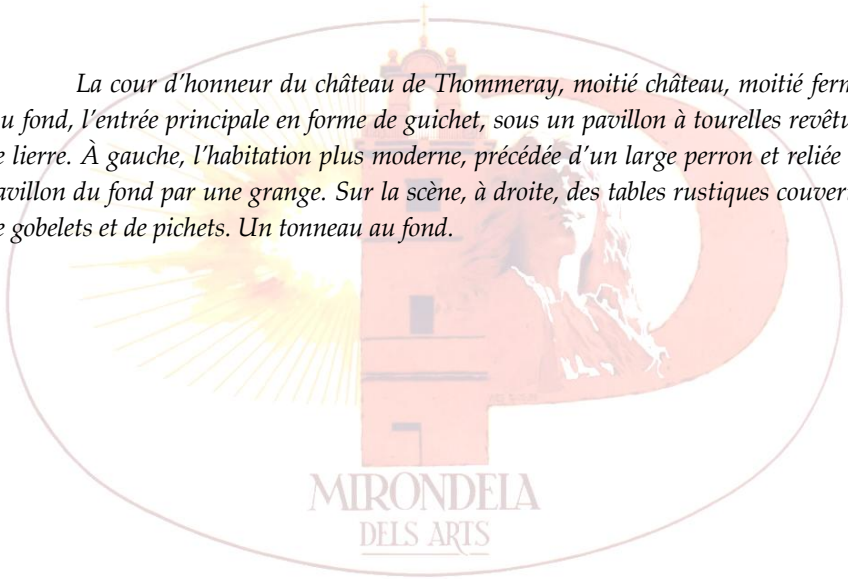 La cour d’honneur du château de Thommeray, moitié château, moitié ferm
u fond, l’entrée principale en forme de guichet, sous un pavillon à tourelles revêtu
e lierre. À gauche, l’habitation plus moderne, précédée d’un large perron et reliée
avillon du fond par une grange. Sur la scène, à droite, des tables rustiques couver
e gobelets et de pichets. Un tonneau au fond.
MIRONDELA
DELS ARTS